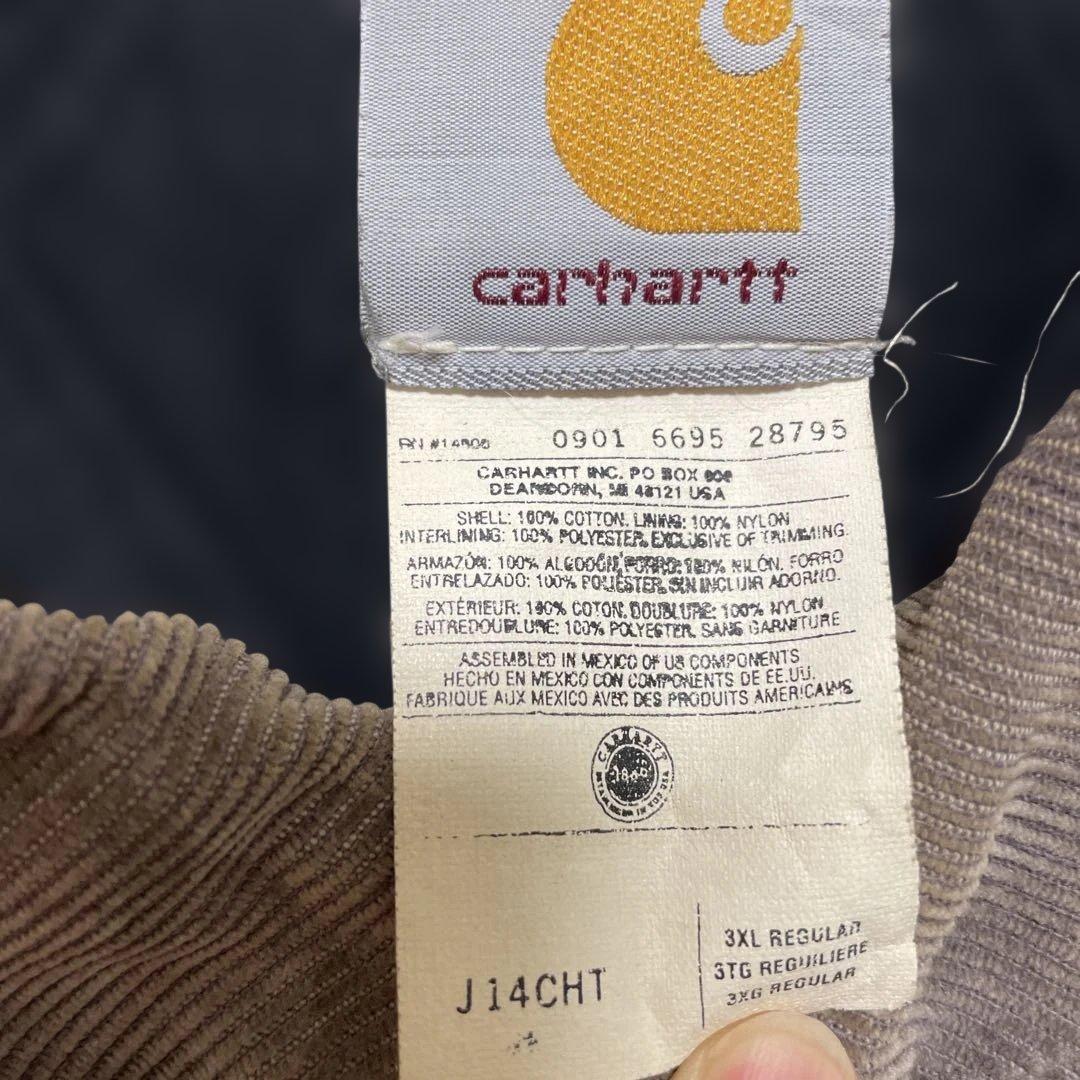 carhartt
RN #14806
0901 6695 28795
CARHARTT INC. PO BOX
DEARBORN, MI 48121 USA
SHELL: 100% COTTON. LINING: 100% NYLON
INTERLINING: 100% POLYESTER, EXCLUSIVE OF TRIMMING.
ARMAZÓN: 100% ALGODÓN, FORRO: 100% NILÓN. FORRO
ENTRELAZADO: 100% POLIÉSTER, SIN INCLUIR ADORNO.
EXTÉRIEUR: 100% COTON. DOUBLURE: 100% NYLON
ENTREDOUBLURE: 100% POLYESTER, SANS GARNITURE
ASSEMBLED IN MEXICO OF US COMPONENTS
HECHO EN MEXICO CON COMPONENTS DE EE.UU.
FABRIQUE AUX MEXICO AVEC DES PRODUITS AMERICAINS
CARHARTT
J14CHT
3XL REGULAR
3TG REGUILIERE
3XG REGULAR